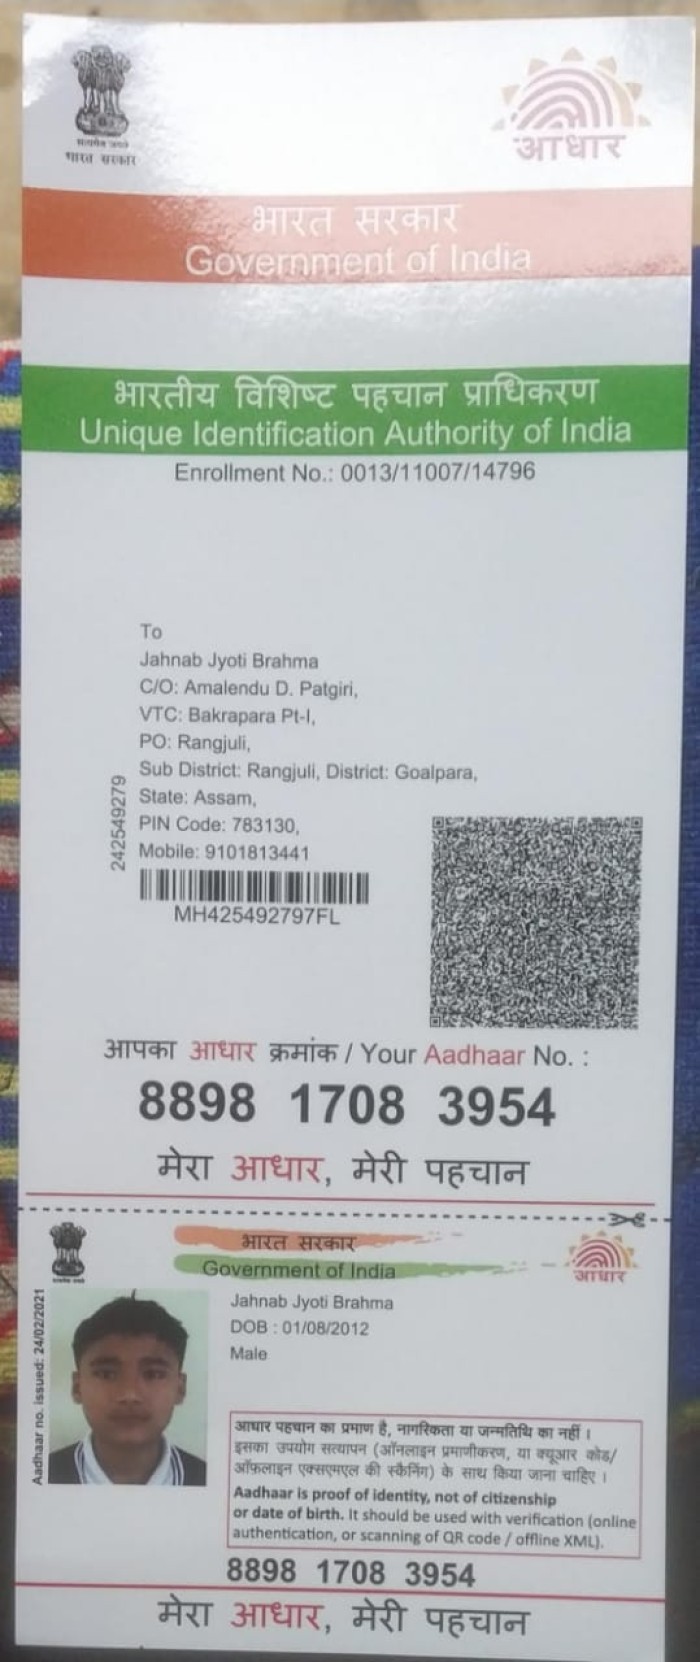 सत्यमेव जयते
भारत सरकार
आधार
भारत सरकार
Government of India
भारतीय विशिष्ट पहचान प्राधिकरण
Unique Identification Authority of India
Enrollment No.: 0013/11007/14796
To
Jahnab Jyoti Brahma
C/O: Amalendu D. Patgiri,
VTC: Bakrapara Pt-I,
PO: Rangjuli,
Sub District: Rangjuli, District: Goalpara,
State: Assam,
PIN Code: 783130,
Mobile: 9101813441
242549279
MH425492797FL
आपका आधार क्रमांक / Your Aadhaar No. :
8898 1708 3954
मेरा आधार, मेरी पहचान
भारत सरकार
Government of India
आधार
Aadhaar no. issued: 24/02/2021
Jahnab Jyoti Brahma
DOB : 01/08/2012
Male
आधार पहचान का प्रमाण है, नागरिकता या जन्मतिथि का नहीं ।
इसका उपयोग सत्यापन (ऑनलाइन प्रमाणीकरण, या क्यूआर कोड/
ऑफ़लाइन एक्सएमएल की स्कैनिंग) के साथ किया जाना चाहिए ।
Aadhaar is proof of identity, not of citizenship
or date of birth. It should be used with verification (online
authentication, or scanning of QR code / offline XML).
8898 1708 3954
मेरा आधार, मेरी पहचान